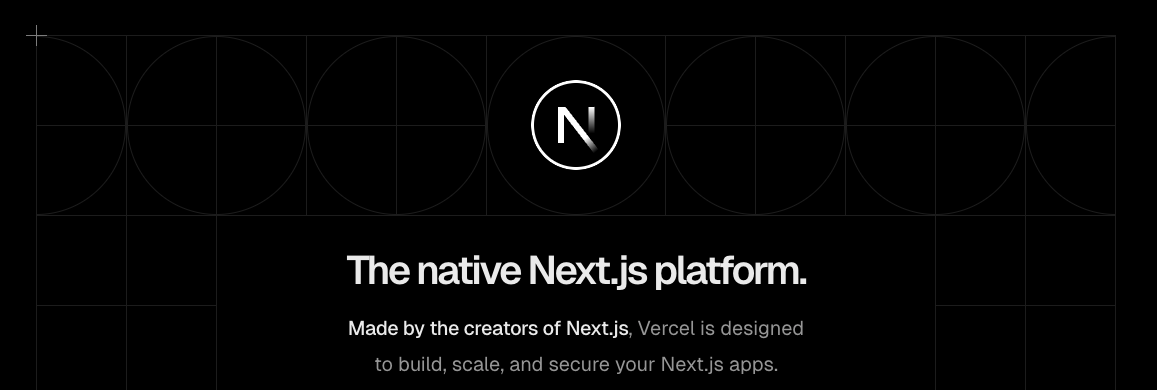 N
The native Next.js platform.
Made by the creators of Next.js, Vercel is designed
to build, scale, and secure your Next.js apps.